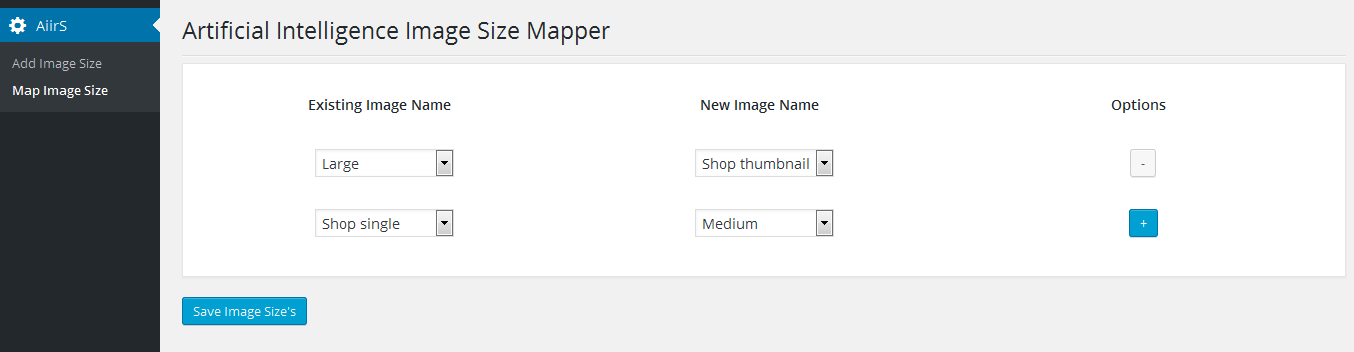 AiirS
Add Image Size
Map Image Size
Artificial Intelligence Image Size Mapper
Existing Image Name New Image Name Options
Large Shop thumbnail -
Shop single Medium +
Save Image Size's